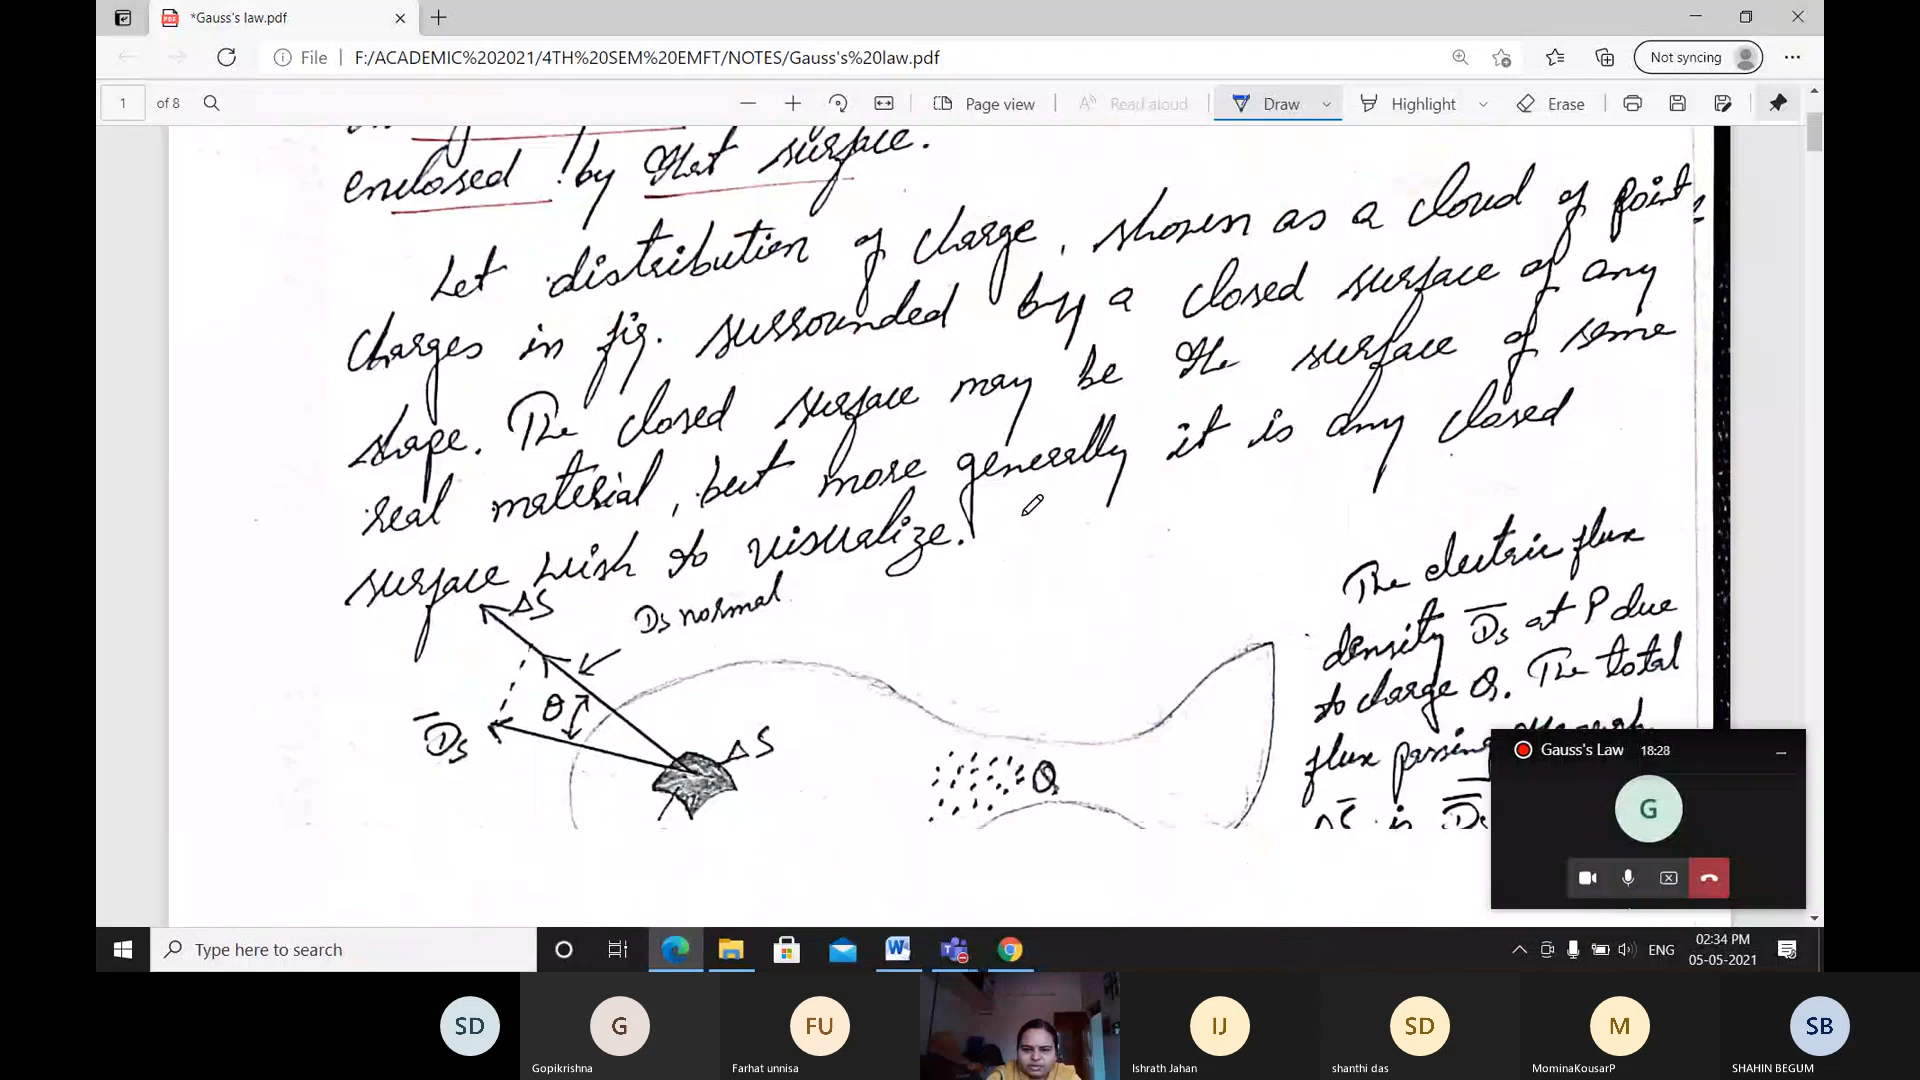 *Gauss's law.pdf
File F:/ACADEMIC%202021/4TH%20SEM%20EMFT/NOTES/Gauss's%20law.pdf
Not syncing
1 of 8
Page view
Read aloud
Draw
Highlight
Erase
enclosed by that surface.
Let distribution of charge, shown as a cloud of point
charges in fig. surrounded by a closed surface of any
shape. The closed surface may be the surface of some
real material, but more generally it is any closed
surface wish to visualize.
ΔS
Ds normal
θ
D̅s
ΔS
Q
The electric flux
density D̅s at P due
to charge Q. The total
flux passing through
ΔS̅ is D̅s
Gauss's Law 18:28
G
Type here to search
ENG
02:34 PM
05-05-2021
SD
G
FU
IJ
SD
M
SB
Gopikrishna
Farhat unnisa
Ishrath Jahan
shanthi das
MominaKousarP
SHAHIN BEGUM